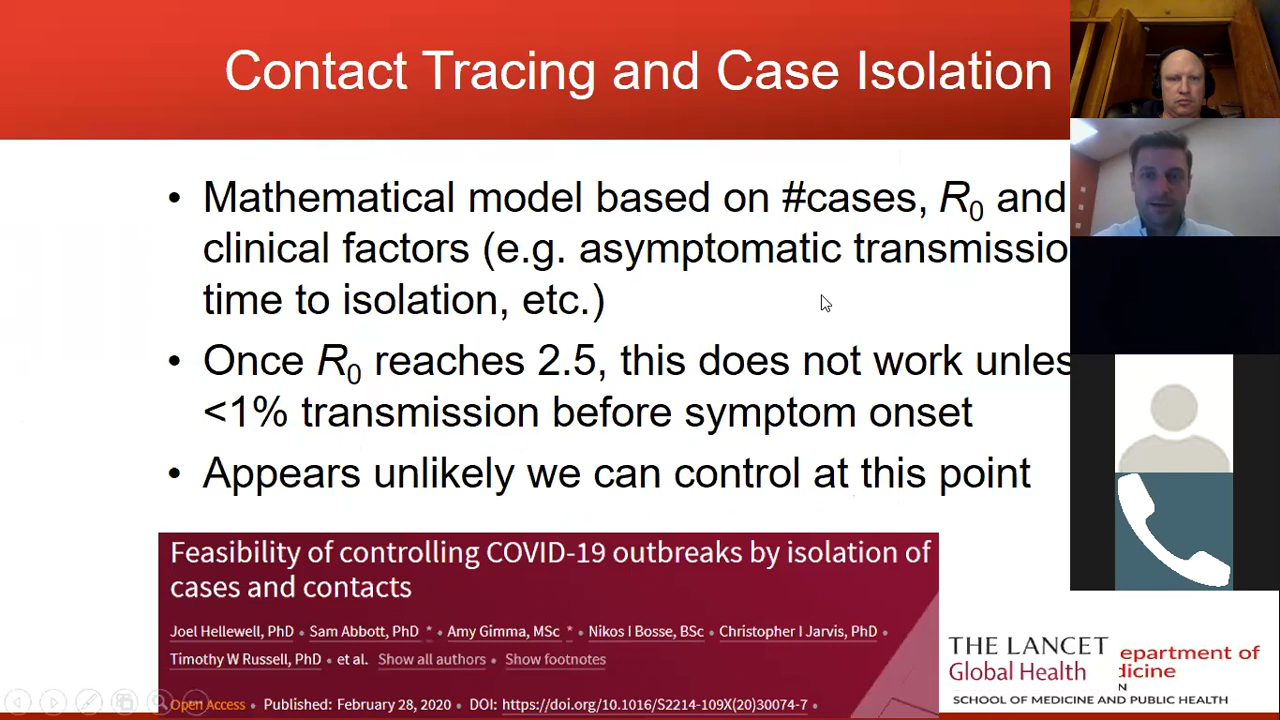 Contact Tracing and Case Isolation
• Mathematical model based on #cases, R0 and
clinical factors (e.g. asymptomatic transmissio
time to isolation, etc.)
• Once R0 reaches 2.5, this does not work unles
<1% transmission before symptom onset
• Appears unlikely we can control at this point
Feasibility of controlling COVID-19 outbreaks by isolation of
cases and contacts
Joel Hellewell, PhD • Sam Abbott, PhD * • Amy Gimma, MSc * • Nikos I Bosse, BSc • Christopher I Jarvis, PhD •
Timothy W Russell, PhD • et al. Show all authors • Show footnotes
Open Access • Published: February 28, 2020 • DOI: https://doi.org/10.1016/S2214-109X(20)30074-7 •
THE LANCET
Global Health
epartment of
dicine
N
SCHOOL OF MEDICINE AND PUBLIC HEALTH